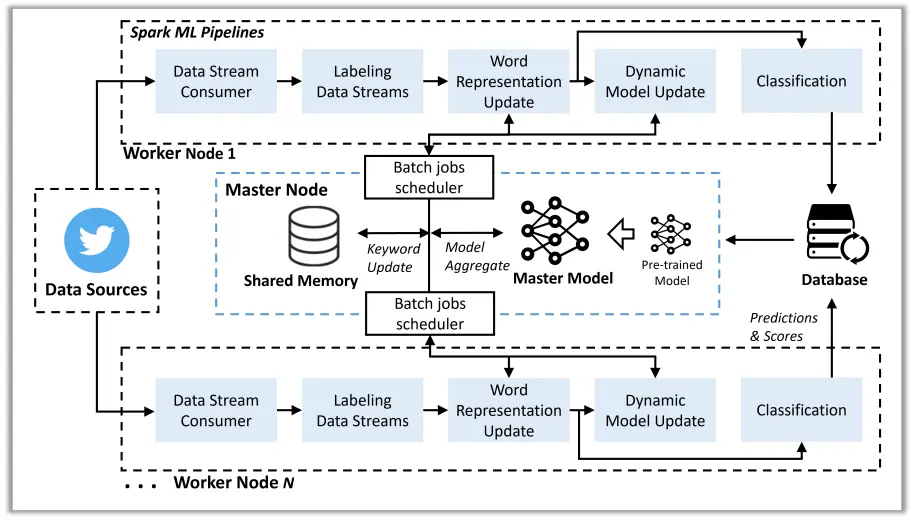 Spark ML Pipelines
Data Stream
Consumer
Labeling
Data Streams
Word
Representation
Update
Dynamic
Model Update
Classification
Worker Node 1
Batch jobs
scheduler
Master Node
Data Sources
Shared Memory
Keyword
Update
Model
Aggregate
Master Model
Pre-trained
Model
Database
Batch jobs
scheduler
Predictions
& Scores
Data Stream
Consumer
Labeling
Data Streams
Word
Representation
Update
Dynamic
Model Update
Classification
. . . Worker Node N